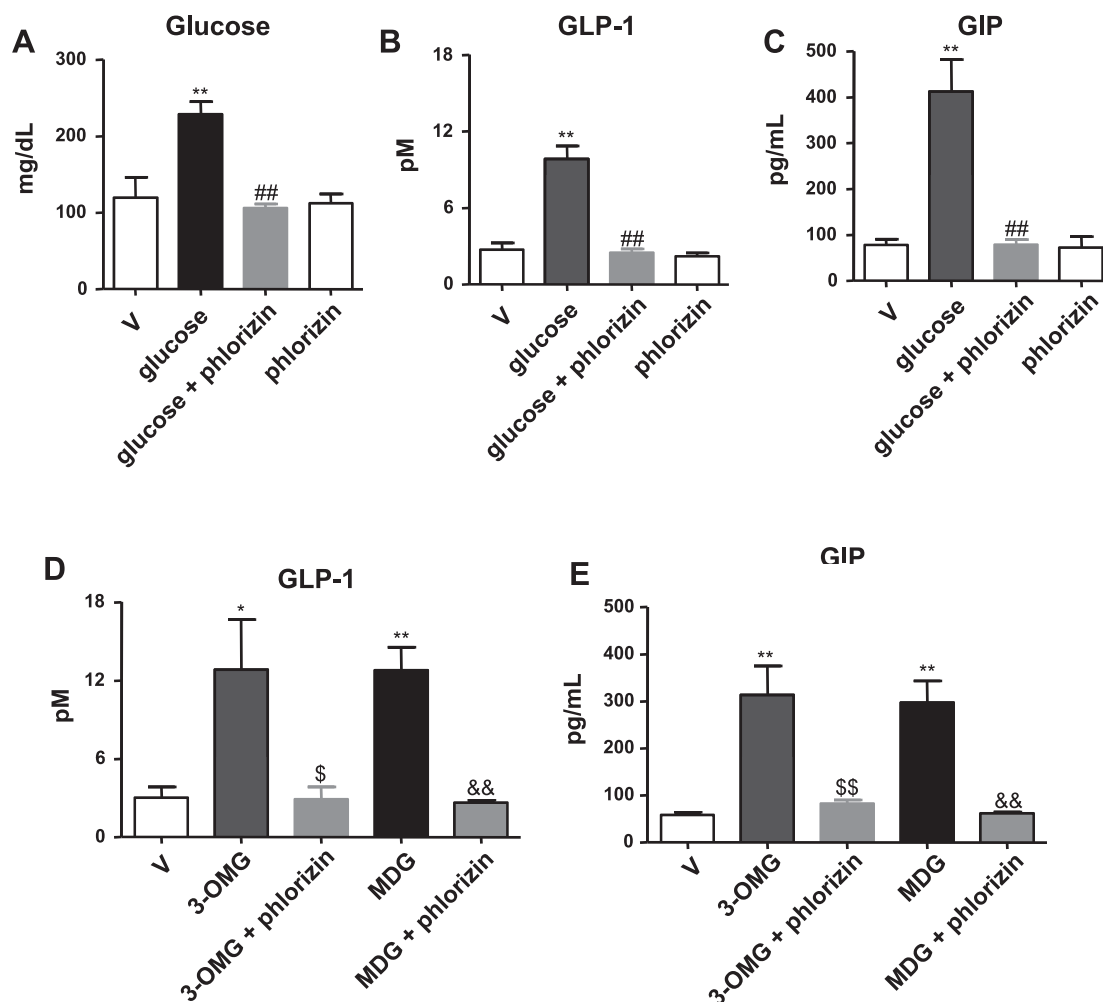 A
Glucose
mg/dL
300
200
100
0
**
##
V
glucose
glucose + phlorizin
phlorizin
B
GLP-1
pM
18
12
6
0
**
##
V
glucose
glucose + phlorizin
phlorizin
C
GIP
pg/mL
500
400
300
200
100
0
**
##
V
glucose
glucose + phlorizin
phlorizin
D
GLP-1
pM
18
12
6
0
*
$
**
&&
V
3-OMG
3-OMG + phlorizin
MDG
MDG + phlorizin
E
GIP
pg/mL
500
400
300
200
100
0
**
$$
**
&&
V
3-OMG
3-OMG + phlorizin
MDG
MDG + phlorizin